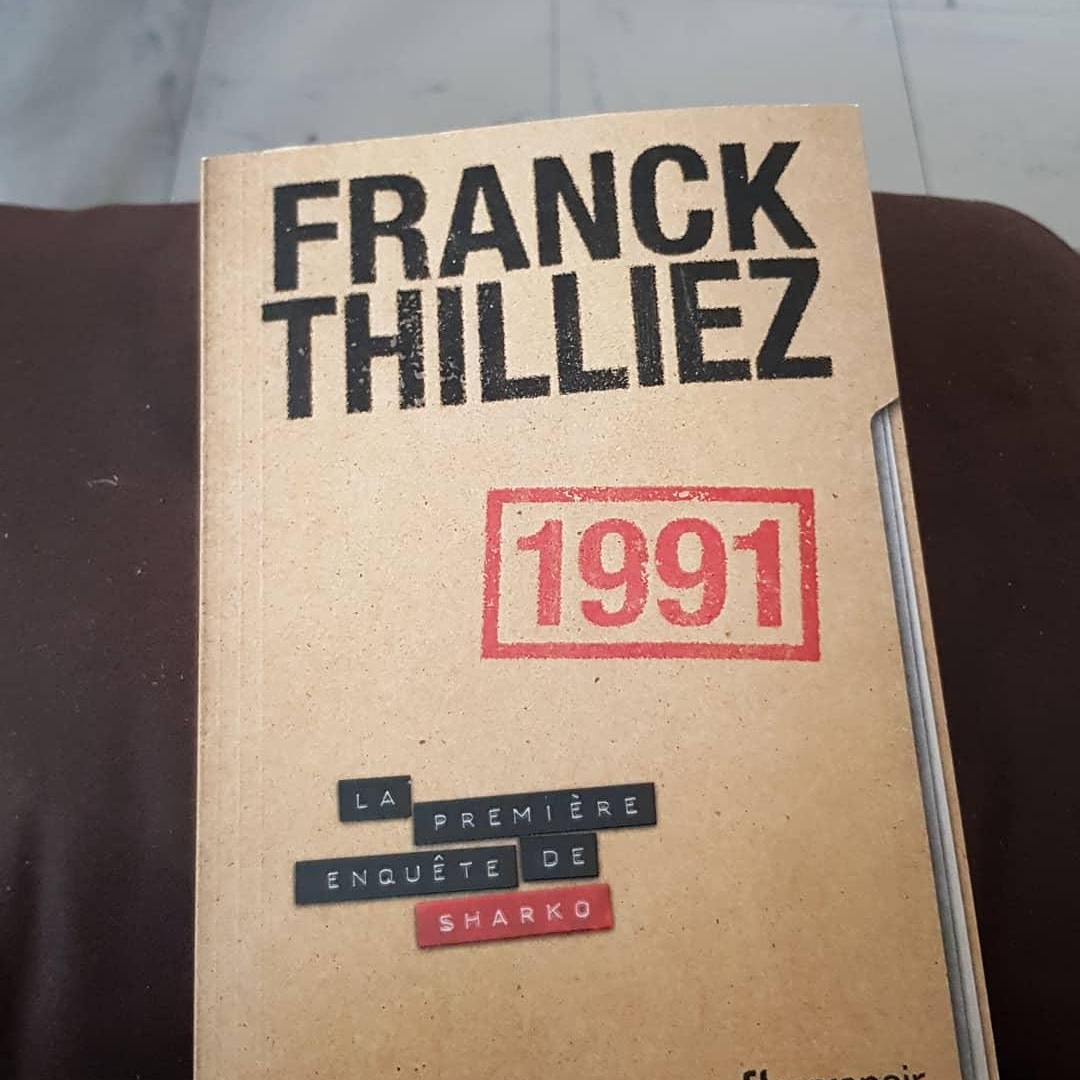 FRANCK
THILLIEZ
1991
LA PREMIÈRE
ENQUÊTE DE
SHARKO